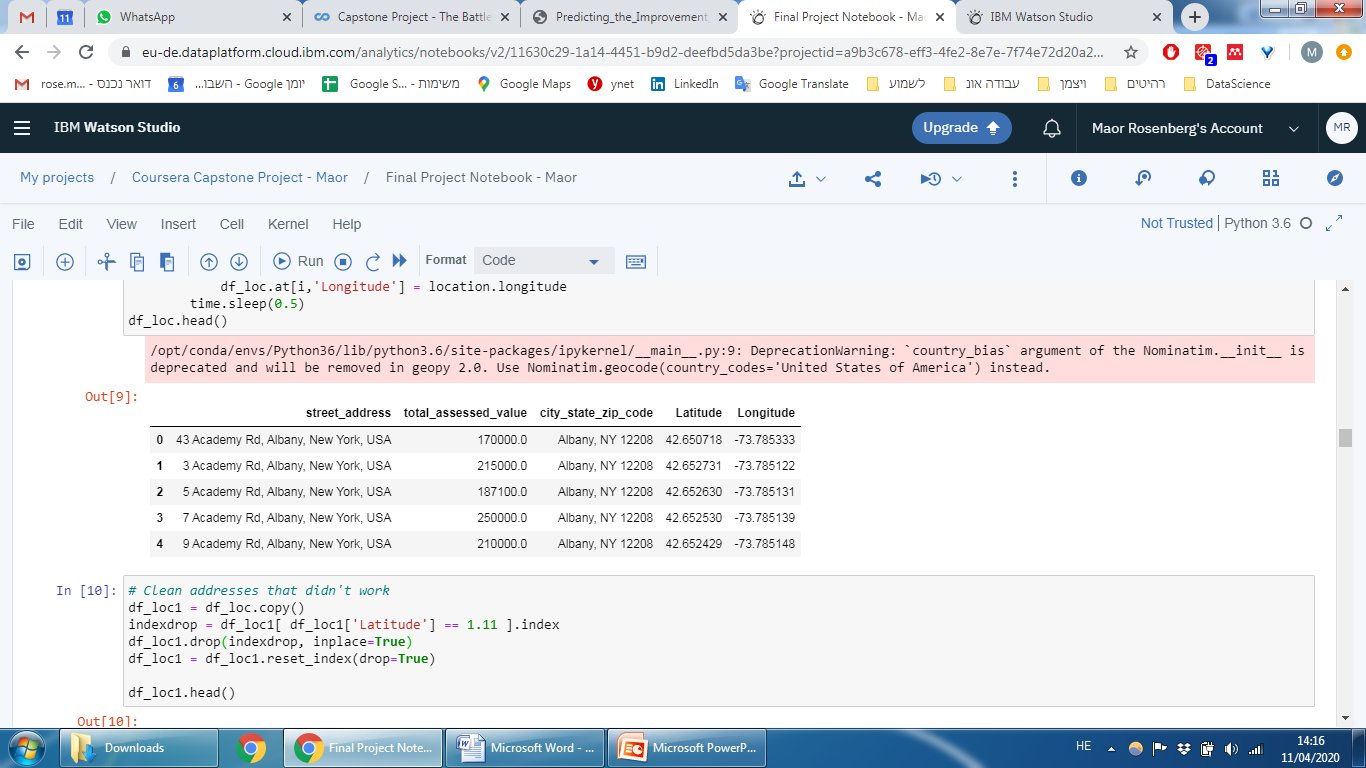 WhatsApp
Capstone Project - The Battle
Predicting_the_Improvement
Final Project Notebook - Mao
IBM Watson Studio
eu-de.dataplatform.cloud.ibm.com/analytics/notebooks/v2/11630c29-1a14-4451-b9d2-deefbd5da3be?projectid=a9b3c678-eff3-4fe2-8e7e-7f74e72d20a2...
2
M
rose.m... - דואר נכנס
6
יומן Google - השבו...
Google S... - משימות
Google Maps
ynet
LinkedIn
Google Translate
לשמוע
עבודה אונ
ויצמן
רהיטים
DataScience
IBM Watson Studio
Upgrade
Maor Rosenberg's Account
MR
My projects / Coursera Capstone Project - Maor / Final Project Notebook - Maor
File Edit View Insert Cell Kernel Help
Not Trusted | Python 3.6
Run
Format
Code
df_loc.at[i,'Longitude'] = location.longitude
time.sleep(0.5)
df_loc.head()
/opt/conda/envs/Python36/lib/python3.6/site-packages/ipykernel/__main__.py:9: DeprecationWarning: `country_bias` argument of the Nominatim.__init__ is
deprecated and will be removed in geopy 2.0. Use Nominatim.geocode(country_codes='United States of America') instead.
Out[9]:
street_address total_assessed_value city_state_zip_code Latitude Longitude
0 43 Academy Rd, Albany, New York, USA 170000.0 Albany, NY 12208 42.650718 -73.785333
1 3 Academy Rd, Albany, New York, USA 215000.0 Albany, NY 12208 42.652731 -73.785122
2 5 Academy Rd, Albany, New York, USA 187100.0 Albany, NY 12208 42.652630 -73.785131
3 7 Academy Rd, Albany, New York, USA 250000.0 Albany, NY 12208 42.652530 -73.785139
4 9 Academy Rd, Albany, New York, USA 210000.0 Albany, NY 12208 42.652429 -73.785148
In [10]:
# Clean addresses that didn't work
df_loc1 = df_loc.copy()
indexdrop = df_loc1[ df_loc1['Latitude'] == 1.11 ].index
df_loc1.drop(indexdrop, inplace=True)
df_loc1 = df_loc1.reset_index(drop=True)
df_loc1.head()
Out[10]:
Downloads
Final Project Note...
Microsoft Word - ...
Microsoft PowerP...
HE
14:16
11/04/2020